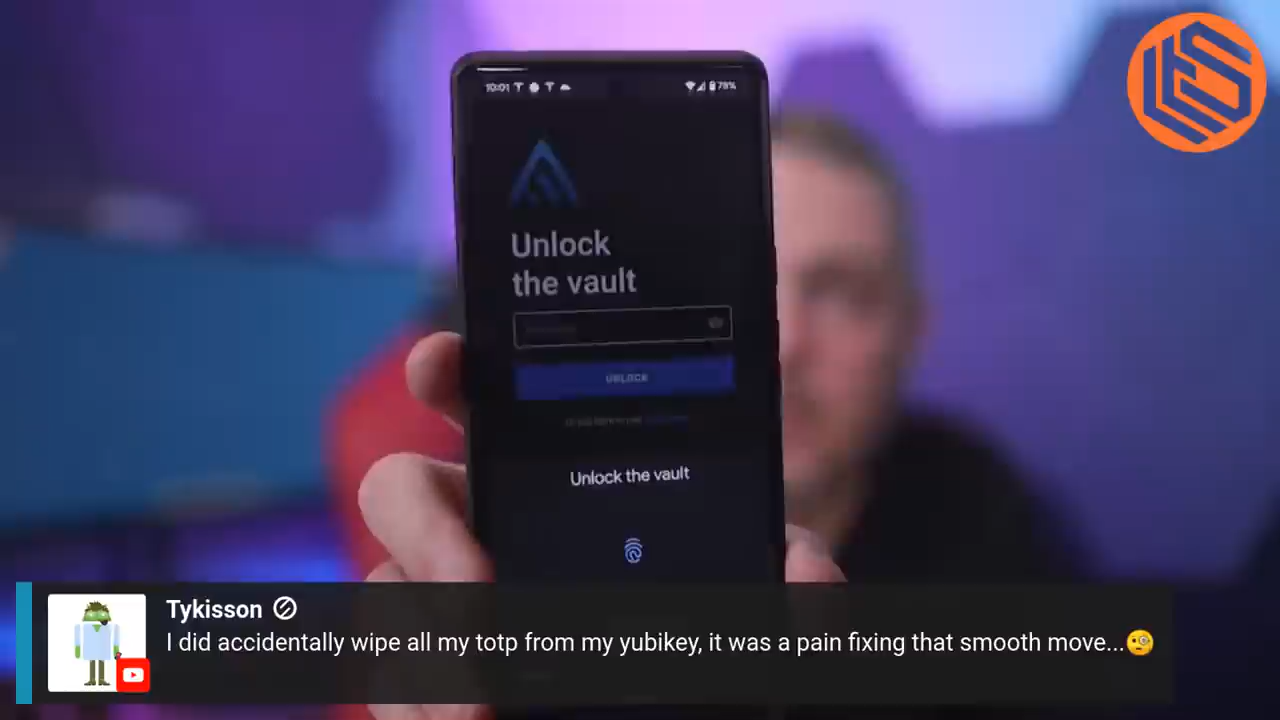 10:01
78%
Unlock
the vault
UNLOCK
Unlock the vault
Tykisson
I did accidentally wipe all my totp from my yubikey, it was a pain fixing that smooth move...🧐